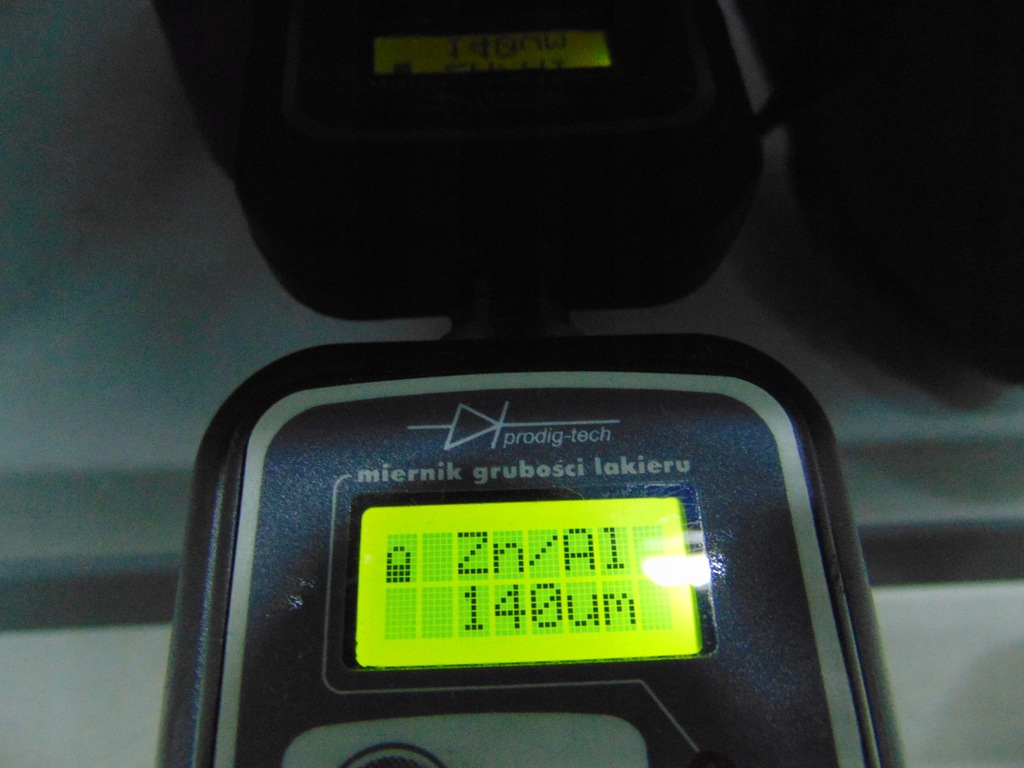 prodig-tech
miernik grubości lakieru
Zn/Al
140um